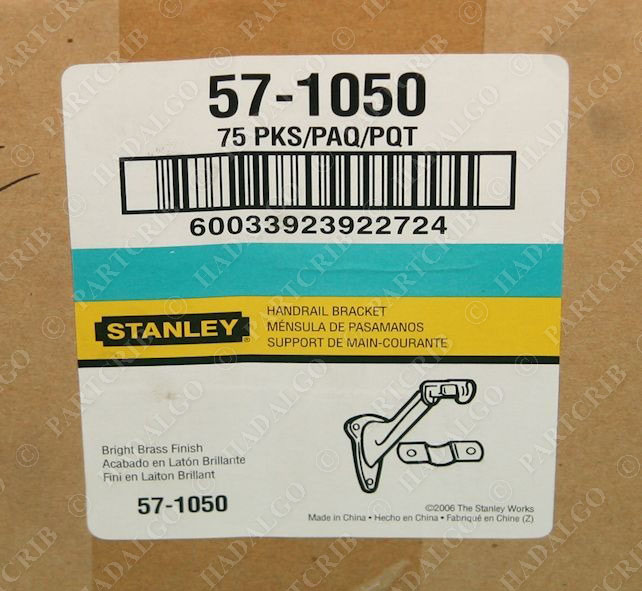 57-1050
75 PKS/PAQ/PQT
60033923922724
STANLEY®
HANDRAIL BRACKET
MÉNSULA DE PASAMANOS
SUPPORT DE MAIN-COURANTE
Bright Brass Finish
Acabado en Latón Brillante
Fini en Laiton Brillant
57-1050
©2006 The Stanley Works
Made in China • Hecho en China • Fabriqué en Chine (Z)
© PARTCRIB © HADALGO